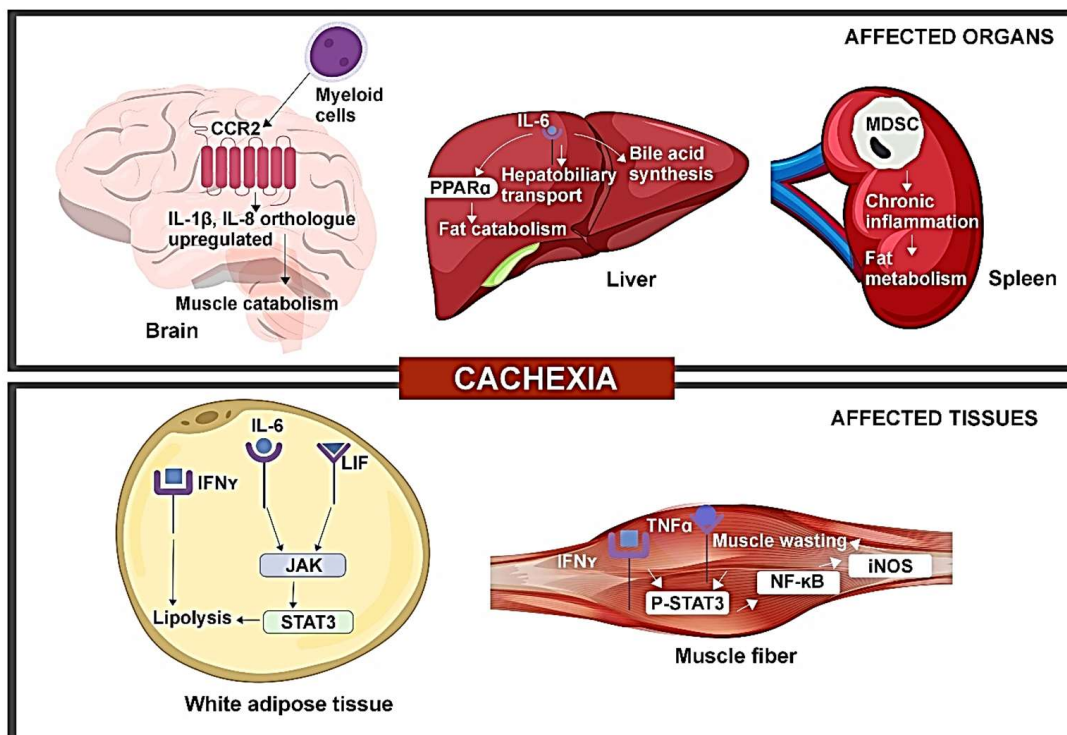 AFFECTED ORGANS
Myeloid
cells
CCR2
IL-1β, IL-8 orthologue
upregulated
Muscle catabolism
Brain
IL-6
Bile acid
synthesis
PPARα
Hepatobiliary
transport
Fat catabolism
Liver
MDSC
Chronic
inflammation
Fat
metabolism
Spleen
CACHEXIA
AFFECTED TISSUES
IL-6
LIF
IFNγ
JAK
Lipolysis
STAT3
White adipose tissue
TNFα
IFNγ
Muscle wasting
iNOS
NF-κB
P-STAT3
Muscle fiber